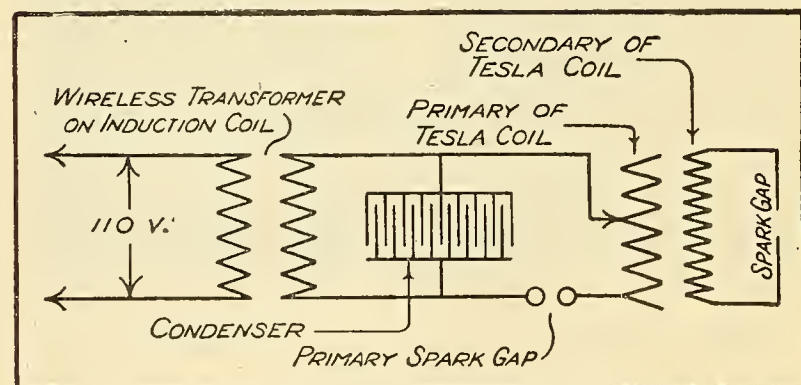 SECONDARY OF
TESLA COIL
WIRELESS TRANSFORMER
ON INDUCTION COIL
PRIMARY OF
TESLA COIL
110 V.
SPARK GAP
CONDENSER
PRIMARY SPARK GAP